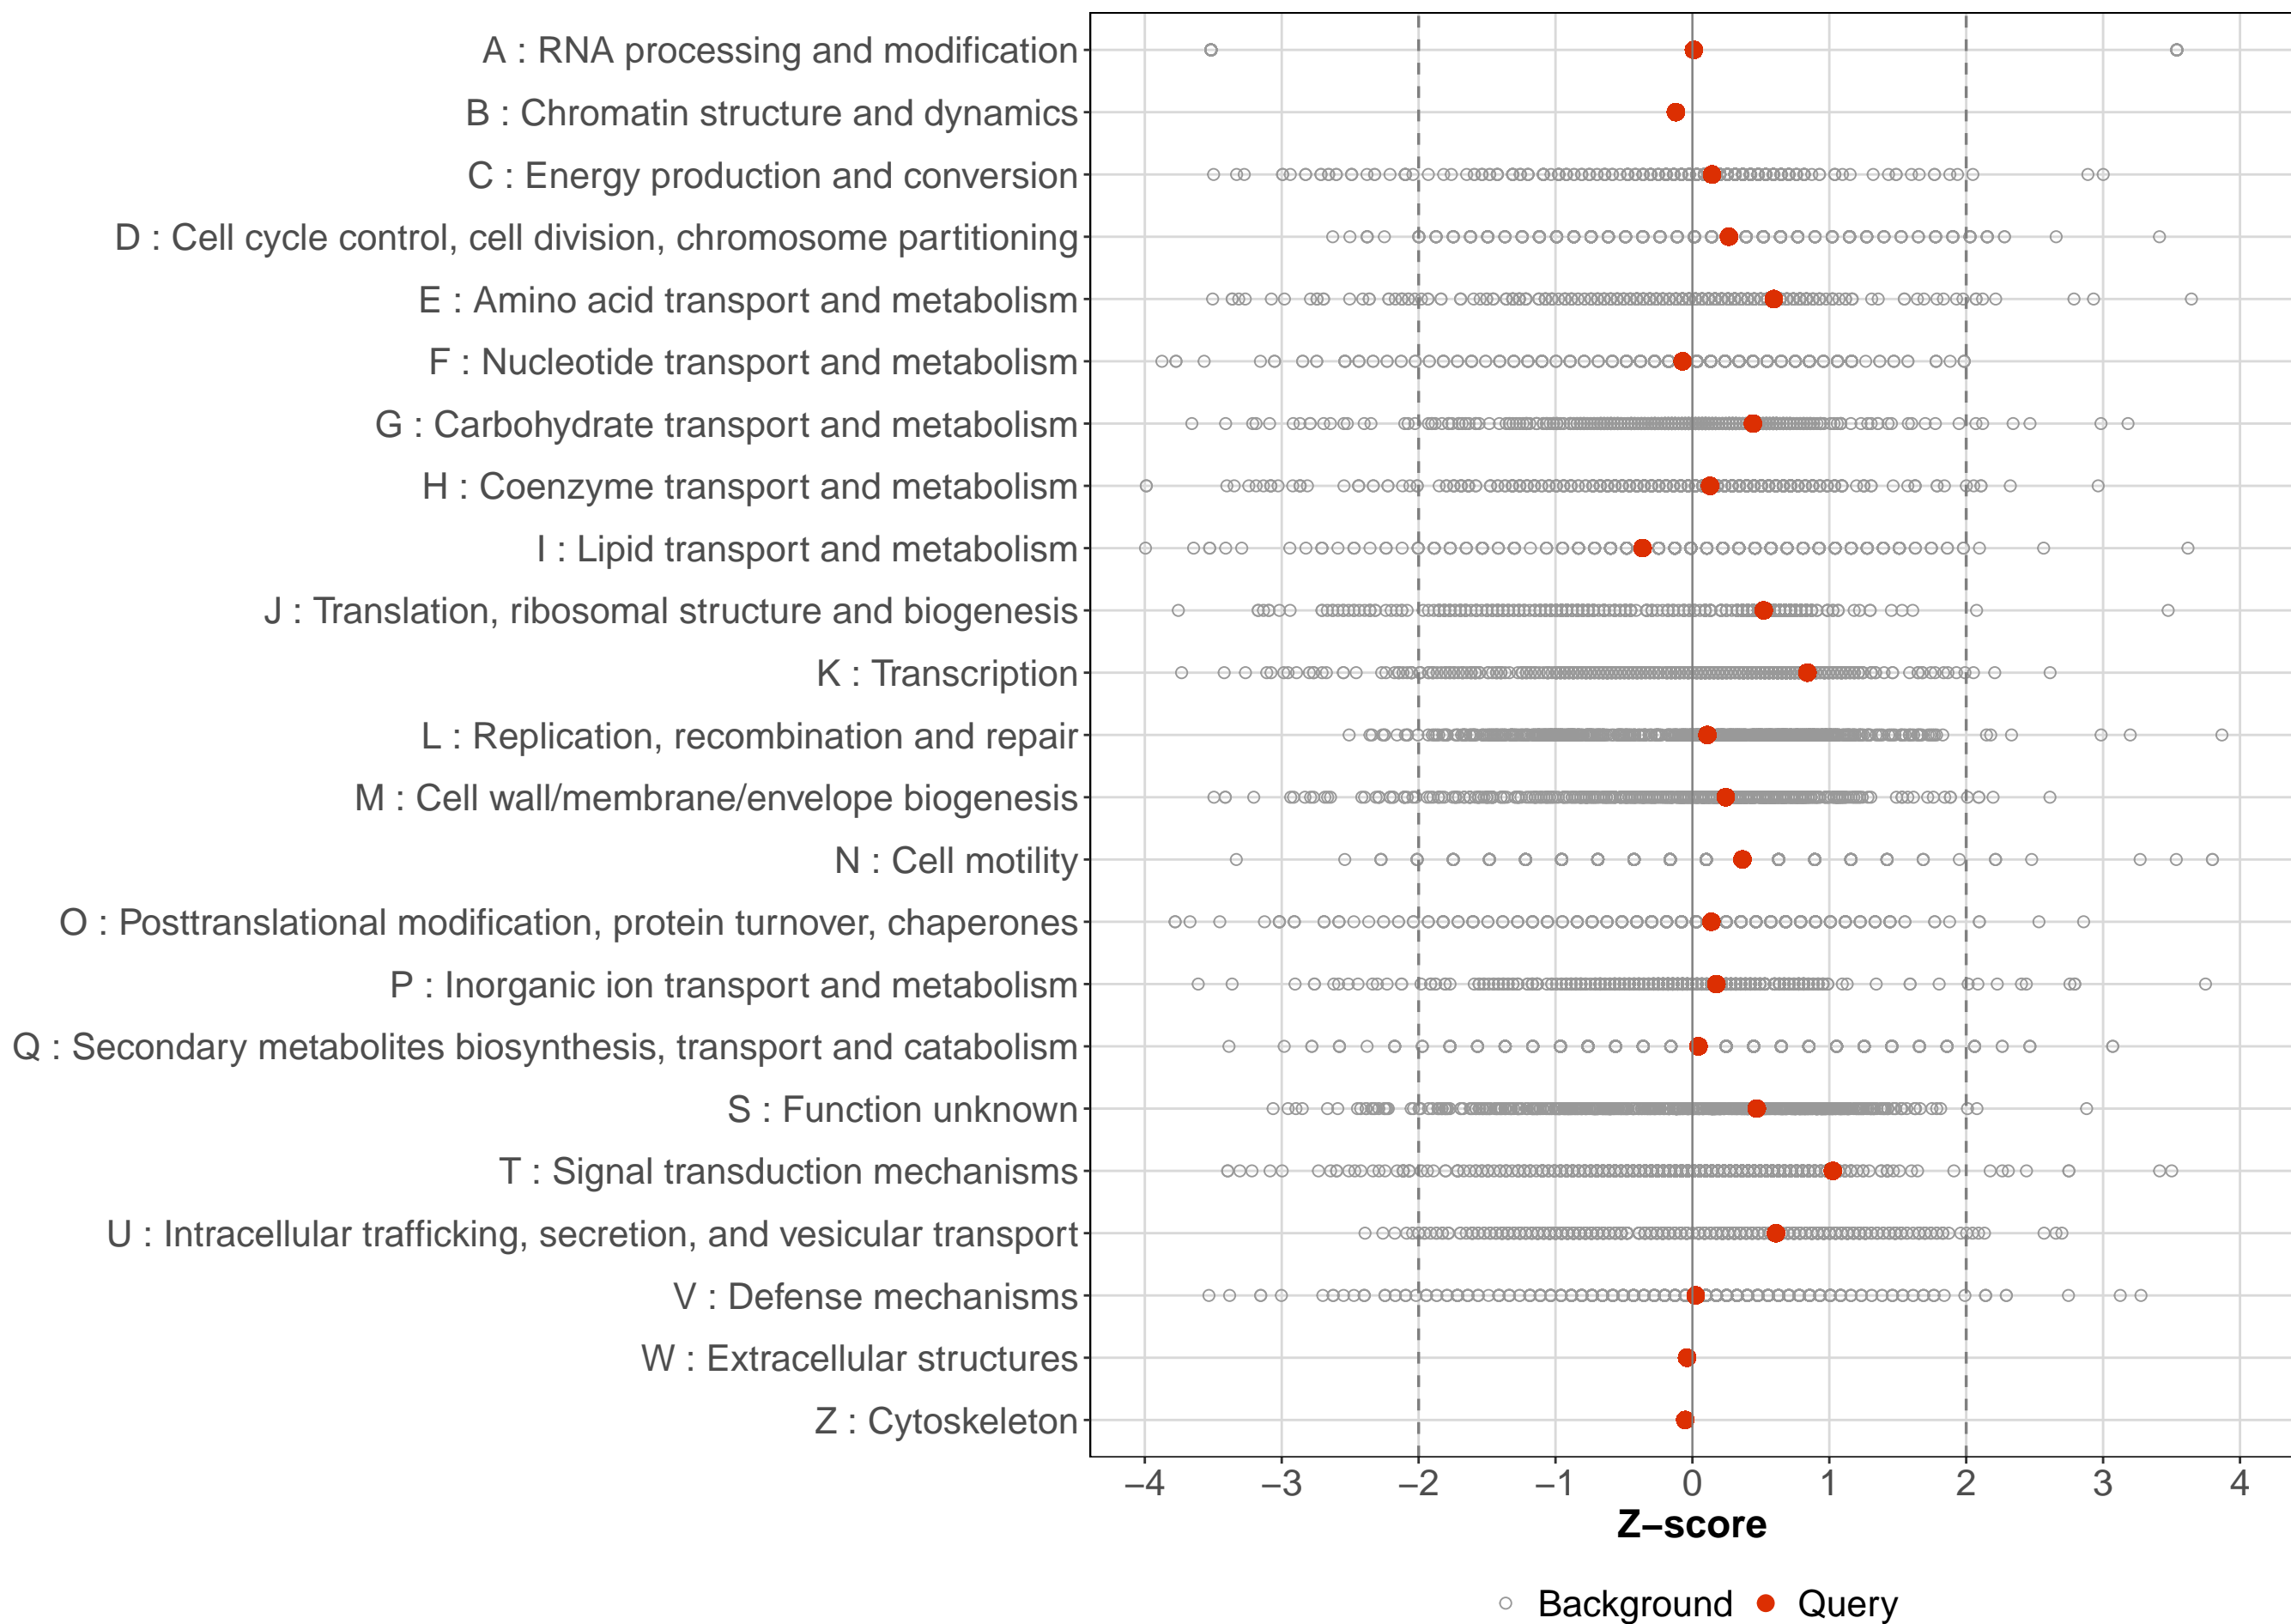 A : RNA processing and modification
B : Chromatin structure and dynamics
C : Energy production and conversion
D : Cell cycle control, cell division, chromosome partitioning
E : Amino acid transport and metabolism
F : Nucleotide transport and metabolism
G : Carbohydrate transport and metabolism
H : Coenzyme transport and metabolism
I : Lipid transport and metabolism
J : Translation, ribosomal structure and biogenesis
K : Transcription
L : Replication, recombination and repair
M : Cell wall/membrane/envelope biogenesis
N : Cell motility
O : Posttranslational modification, protein turnover, chaperones
P : Inorganic ion transport and metabolism
Q : Secondary metabolites biosynthesis, transport and catabolism
S : Function unknown
T : Signal transduction mechanisms
U : Intracellular trafficking, secretion, and vesicular transport
V : Defense mechanisms
W : Extracellular structures
Z : Cytoskeleton
−4 −3 −2 −1 0 1 2 3 4
Z−score
Background Query